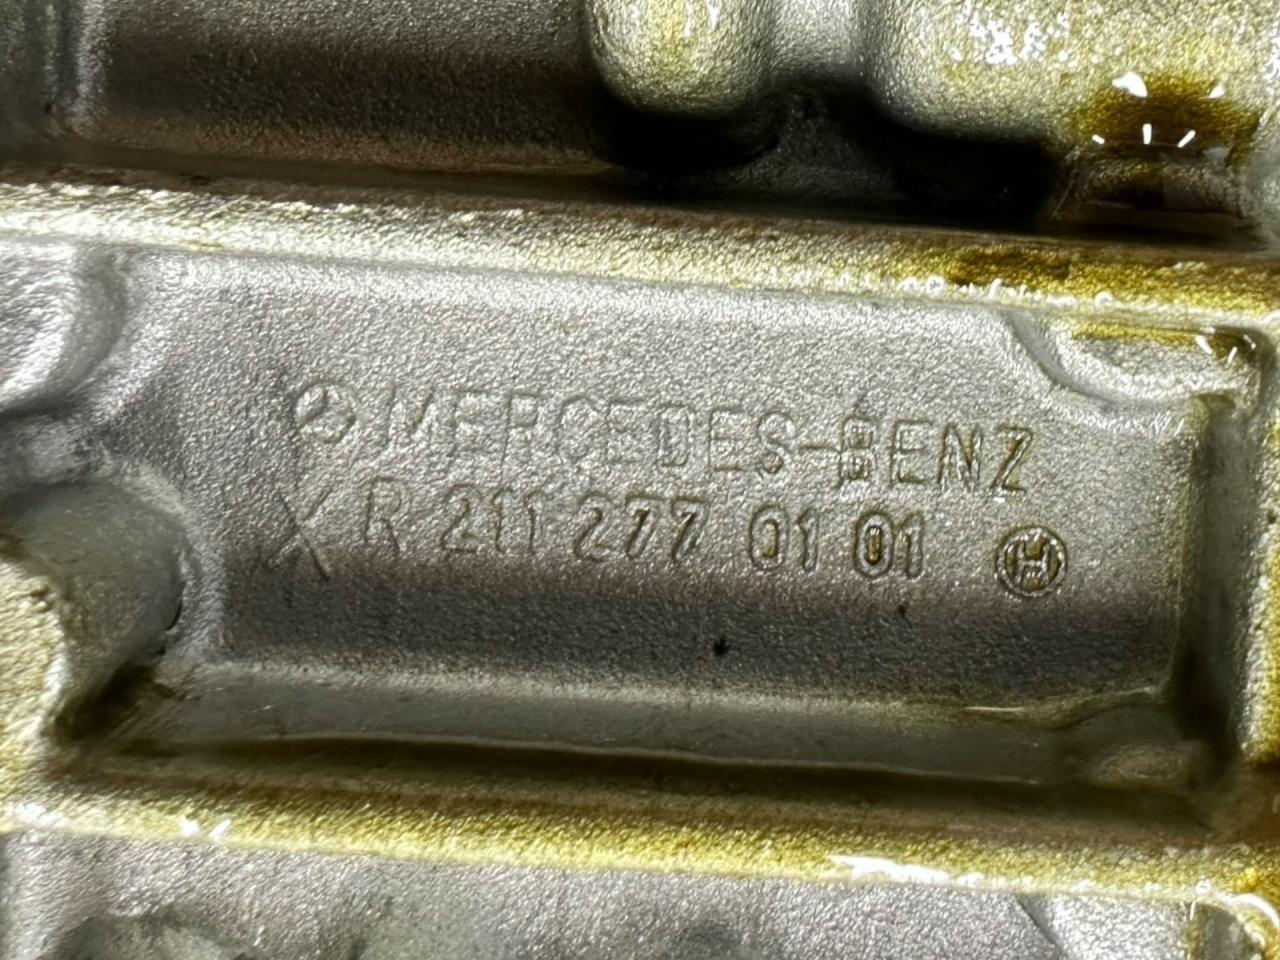 MERCEDES-BENZ
X R 211 277 01 01 H